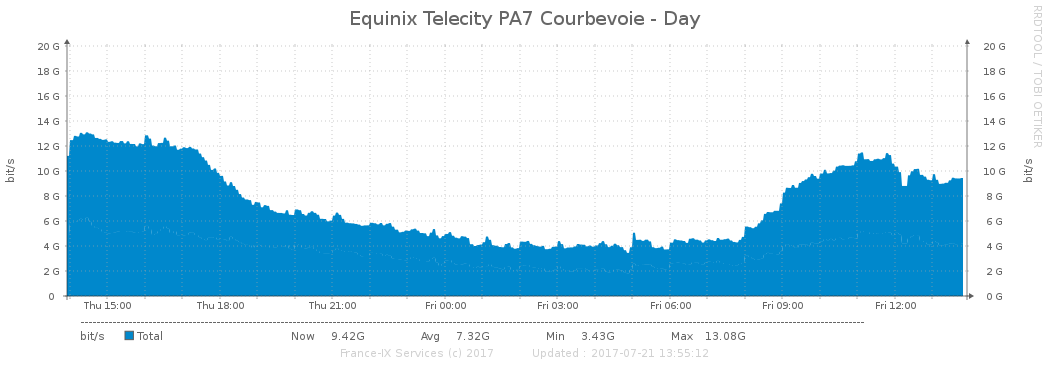 Equinix Telecity PA7 Courbevoie - Day
RRDTOOL / TOBI OETIKER
20 G 20 G
18 G 18 G
16 G 16 G
14 G 14 G
12 G 12 G
10 G 10 G
8 G 8 G
6 G 6 G
4 G 4 G
2 G 2 G
0 0 G
bit/s
bit/s
Thu 15:00 Thu 18:00 Thu 21:00 Fri 00:00 Fri 03:00 Fri 06:00 Fri 09:00 Fri 12:00
bit/s Total Now 9.42G Avg 7.32G Min 3.43G Max 13.08G
France-IX Services (c) 2017 Updated : 2017-07-21 13:55:12